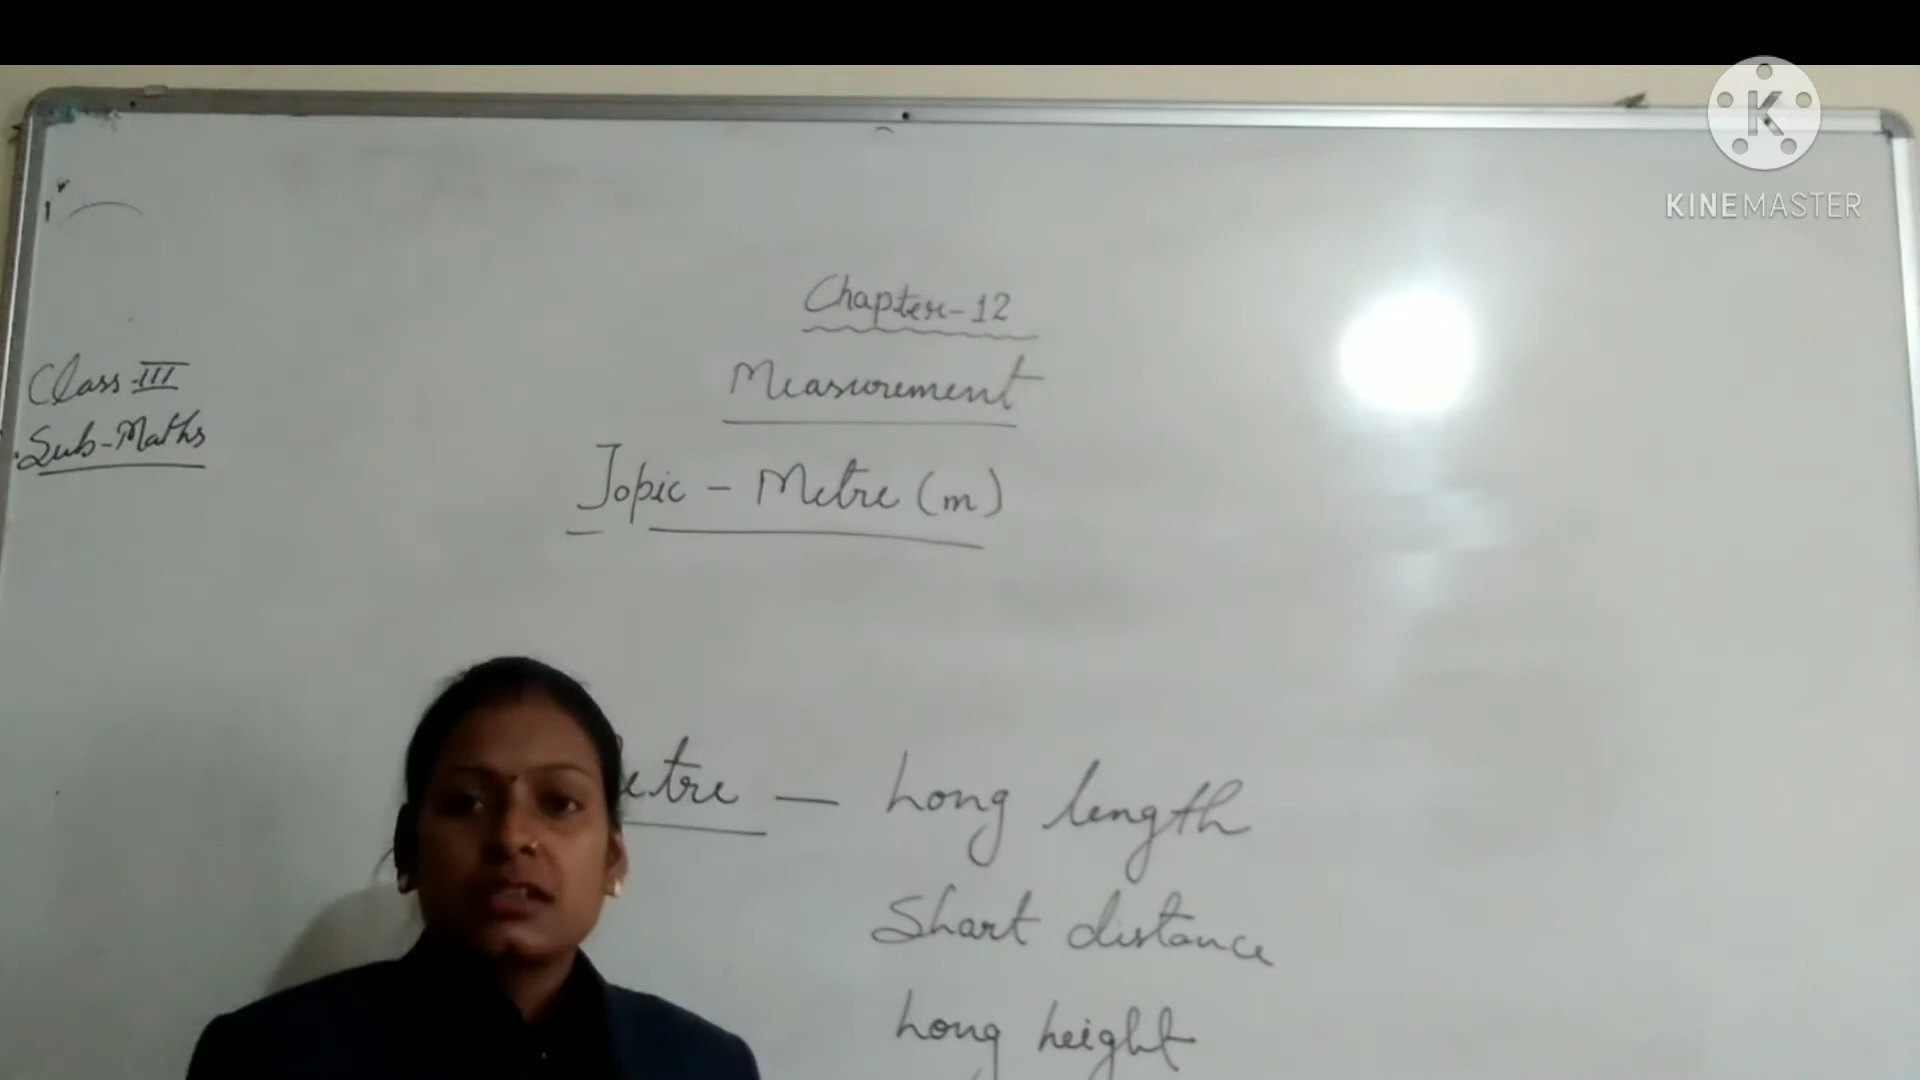 KINEMASTER
Chapter-12
Measurement
Class-III
Sub-Maths
Topic - Metre (m)
etre — Long length
Short distance
Long height